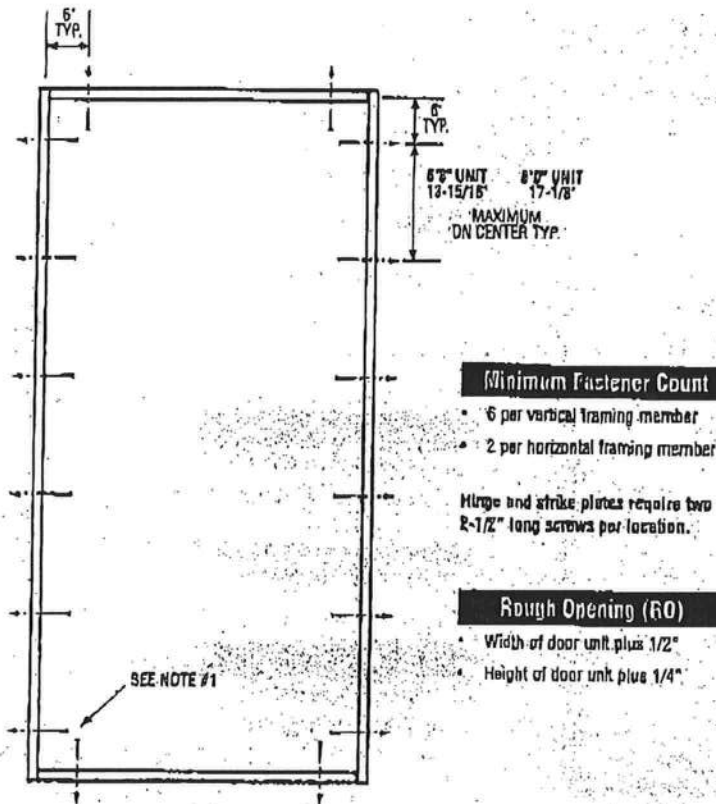 6"
TYP.
6"
TYP.
6'8" UNIT 8'0" UNIT
13-15/16" 17-1/8"
MAXIMUM
ON CENTER TYP.
Minimum Fastener Count
• 6 per vertical framing member
• 2 per horizontal framing member
Hinge and strike plates require two
2-1/2" long screws per location.
Rough Opening (RO)
• Width of door unit plus 1/2"
• Height of door unit plus 1/4"
SEE NOTE #1